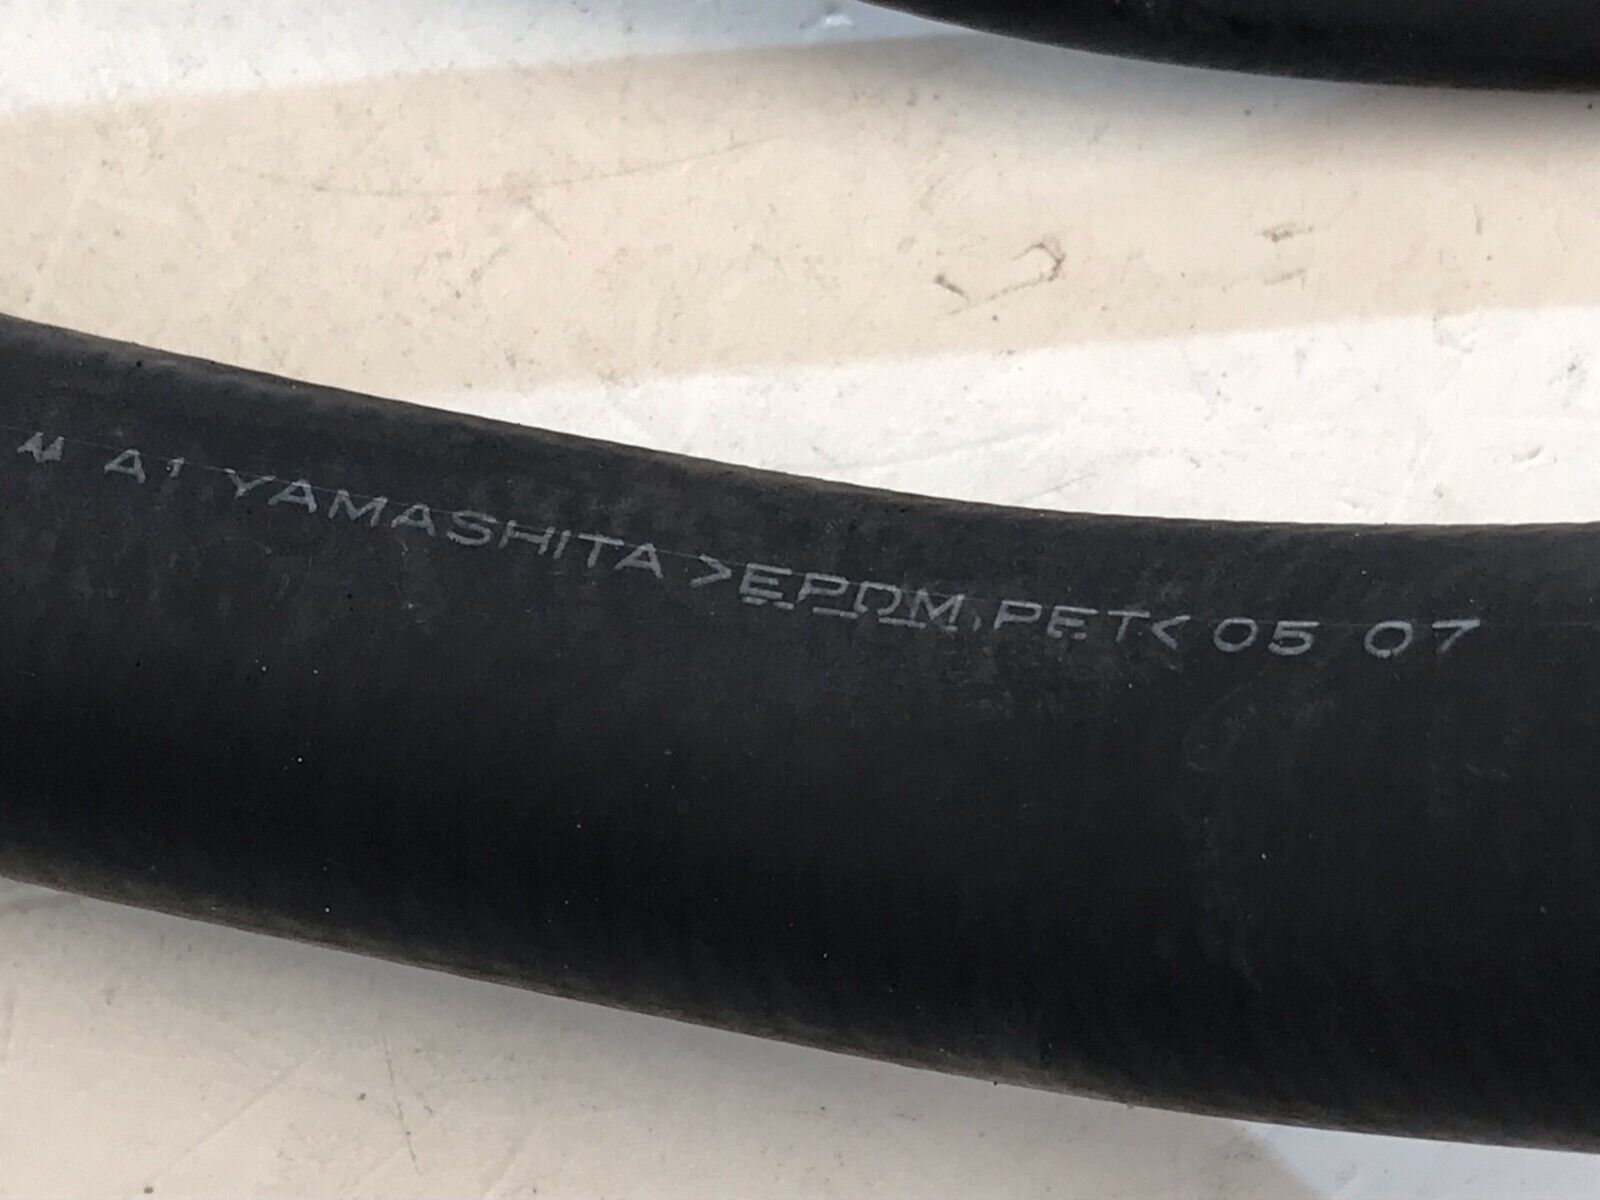 A1 YAMASHITA >EPDM,PET< 05 07